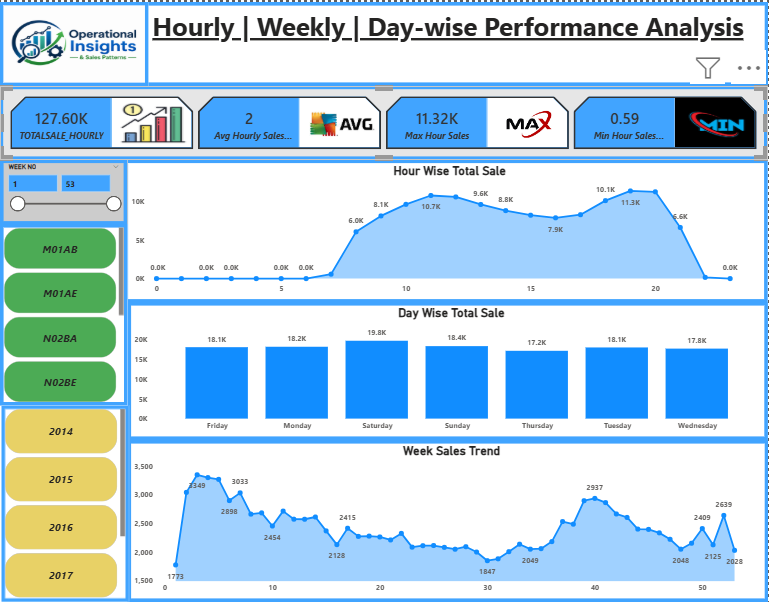 Operational
Insights
& Sales Patterns
Hourly | Weekly | Day-wise Performance Analysis
127.60K
TOTALSALE_HOURLY
1
2
Avg Hourly Sales...
AVG
11.32K
Max Hour Sales
MAX
0.59
Min Hour Sales...
MIN
WEEK NO
1 53
M01AB
M01AE
N02BA
N02BE
2014
2015
2016
2017
Hour Wise Total Sale
10K
5K
0K
0.0K 0.0K 0.0K 0.0K 0.0K 6.0K 8.1K 10.7K 9.6K 8.8K 7.9K 10.1K 11.3K 6.6K 0.0K
0 5 10 15 20
Day Wise Total Sale
20K
15K
10K
5K
0K
18.1K 18.2K 19.8K 18.4K 17.2K 18.1K 17.8K
Friday Monday Saturday Sunday Thursday Tuesday Wednesday
Week Sales Trend
3,500
3,000
2,500
2,000
1,500
1773 3349 2898 3033 2454 2128 2415 1847 2049 2937 2048 2409 2125 2639 2028
0 10 20 30 40 50